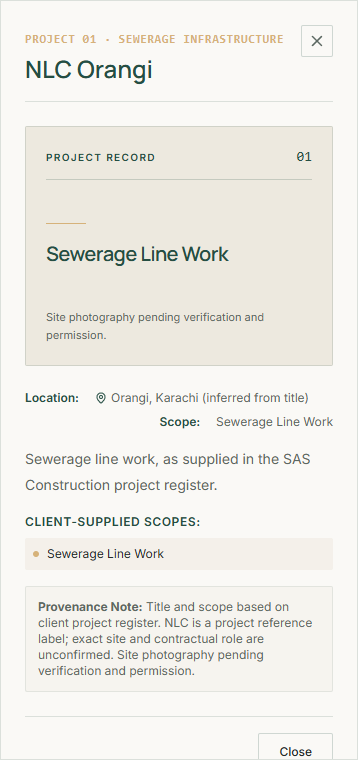 PROJECT 01 · SEWERAGE INFRASTRUCTURE
NLC Orangi
PROJECT RECORD 01
Sewerage Line Work
Site photography pending verification and
permission.
Location: Orangi, Karachi (inferred from title)
Scope: Sewerage Line Work
Sewerage line work, as supplied in the SAS
Construction project register.
CLIENT-SUPPLIED SCOPES:
Sewerage Line Work
Provenance Note: Title and scope based on
client project register. NLC is a project reference
label; exact site and contractual role are
unconfirmed. Site photography pending
verification and permission.
Close